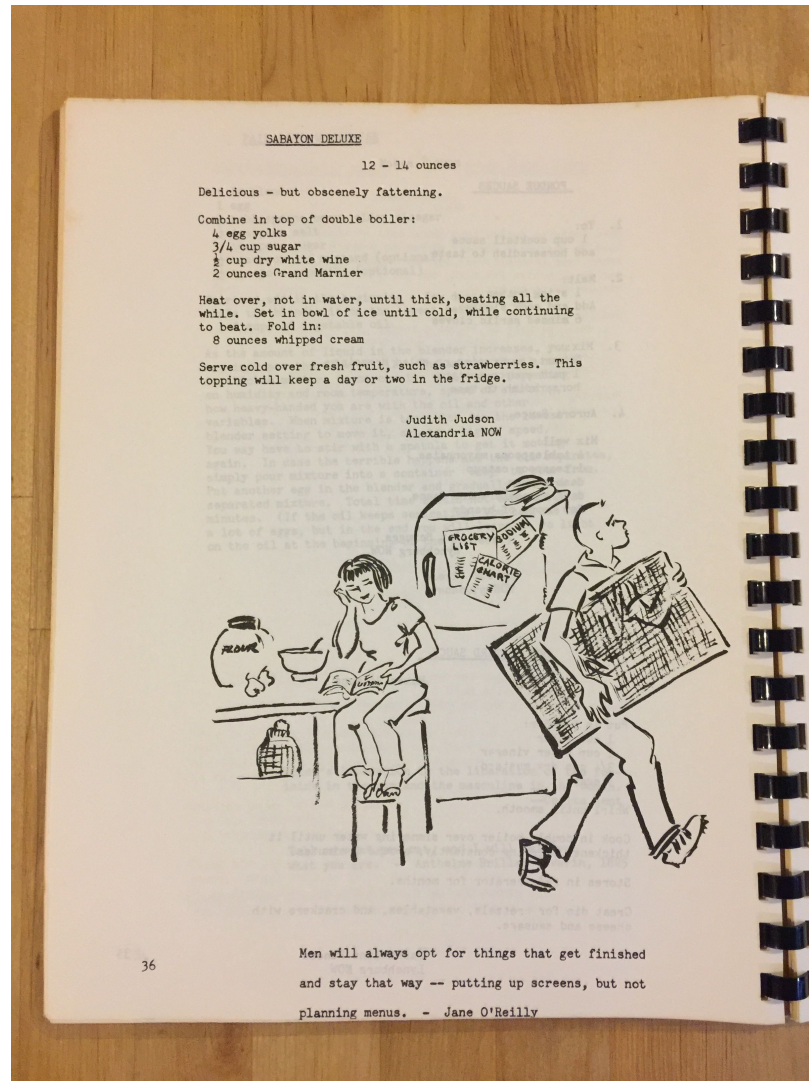 SABAYON DELUXE
12 - 14 ounces
Delicious - but obscenely fattening.
Combine in top of double boiler:
4 egg yolks
3/4 cup sugar
½ cup dry white wine
2 ounces Grand Marnier
Heat over, not in water, until thick, beating all the
while. Set in bowl of ice until cold, while continuing
to beat. Fold in:
8 ounces whipped cream
Serve cold over fresh fruit, such as strawberries. This
topping will keep a day or two in the fridge.
Judith Judson
Alexandria NOW
GROCERY
LIST
SODIUM
CALORIE
CHART
FLOUR
36
Men will always opt for things that get finished
and stay that way -- putting up screens, but not
planning menus. - Jane O'Reilly